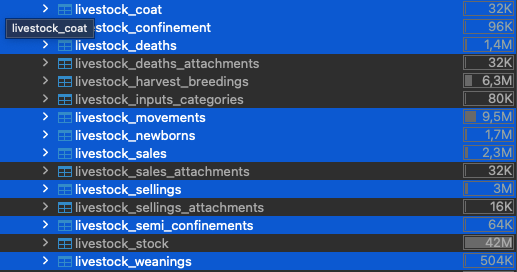 livestock_coat 32K
livestock_coat vestock_confinement 96K
livestock_deaths 1,4M
livestock_deaths_attachments 32K
livestock_harvest_breedings 6,3M
livestock_inputs_categories 80K
livestock_movements 9,5M
livestock_newborns 1,7M
livestock_sales 2,3M
livestock_sales_attachments 32K
livestock_sellings 3M
livestock_sellings_attachments 16K
livestock_semi_confinements 64K
livestock_stock 42M
livestock_weanings 504K